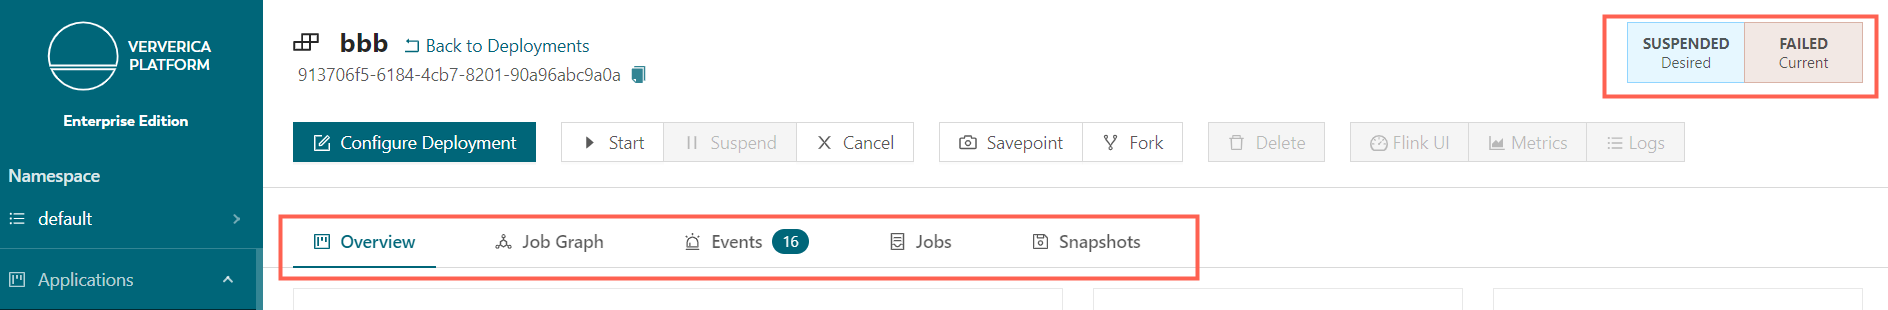 VERVERICA
PLATFORM
Enterprise Edition
Namespace
default
Applications
bbb Back to Deployments
913706f5-6184-4cb7-8201-90a96abc9a0a
SUSPENDED
Desired
FAILED
Current
Configure Deployment Start Suspend Cancel Savepoint Fork Delete Flink UI Metrics Logs
Overview Job Graph Events 16 Jobs Snapshots